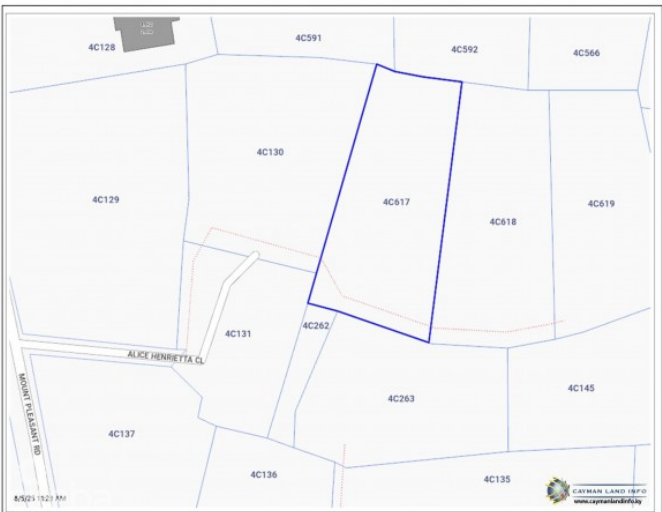 4C591
4C592
4C128
4C566
4C130
4C129
4C617
4C619
4C618
4C131
4C262
ALICE HENRIETTA CL
MOUNT PLEASANT RD
4C145
4C263
4C137
4C136
4C135
CAYMAN LAND INFO
www.caymanlandinfo.ky